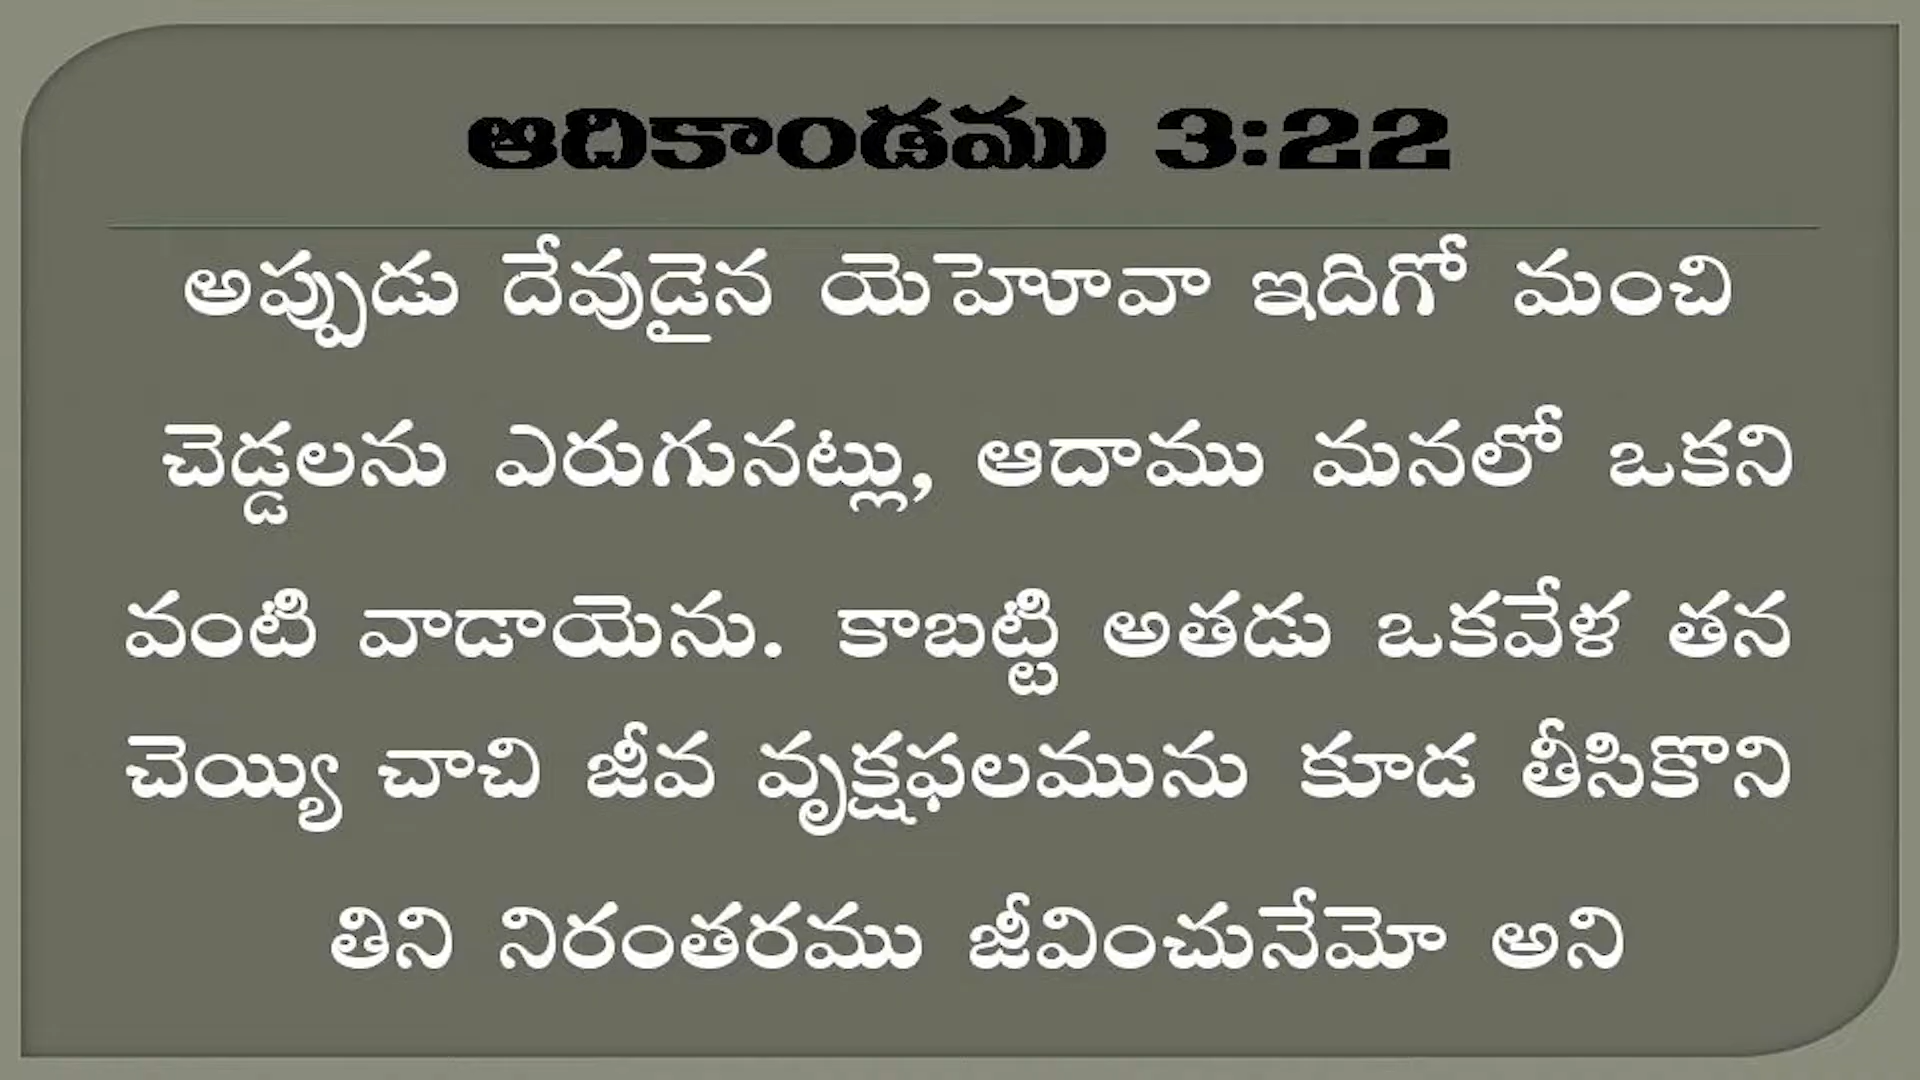 ఆదికాండము 3:22
అప్పుడు దేవుడైన యెహెూవా ఇదిగో మంచి
చెడ్డలను ఎరుగునట్లు, ఆదాము మనలో ఒకని
వంటి వాడాయెను. కాబట్టి అతడు ఒకవేళ తన
చెయ్యి చాచి జీవ వృక్షఫలమును కూడ తీసికొని
తిని నిరంతరము జీవించునేమో అని